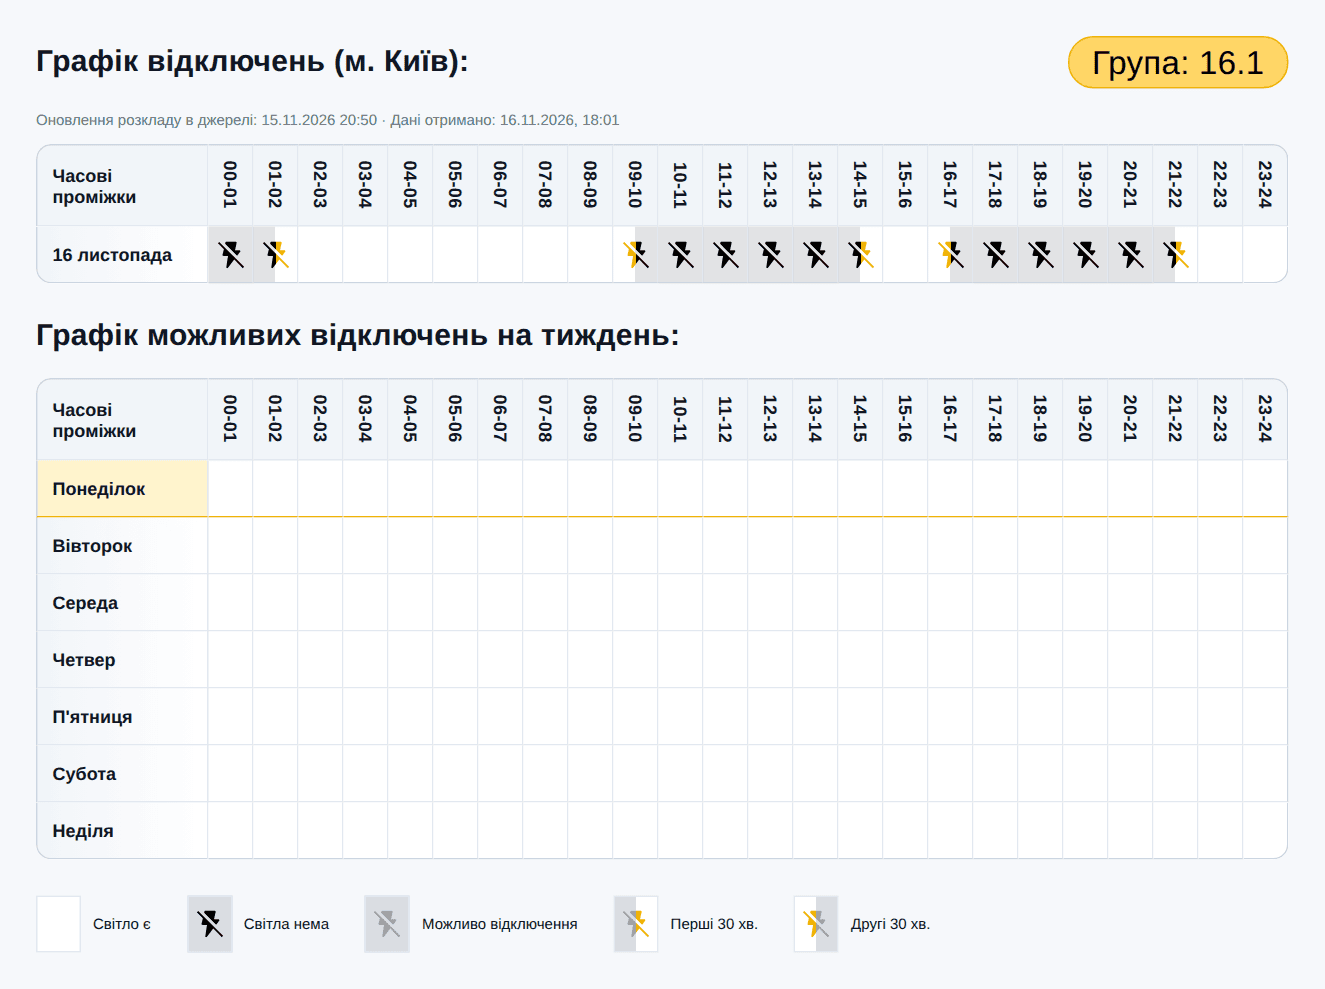 Графік відключень (м. Київ):
Група: 16.1
Оновлення розкладу в джерелі: 15.11.2026 20:50 · Дані отримано: 16.11.2026, 18:01
Часові
проміжки
00-01 01-02 02-03 03-04 04-05 05-06 06-07 07-08 08-09 09-10 10-11 11-12 12-13 13-14 14-15 15-16 16-17 17-18 18-19 19-20 20-21 21-22 22-23 23-24
16 листопада
Графік можливих відключень на тиждень:
Часові
проміжки
00-01 01-02 02-03 03-04 04-05 05-06 06-07 07-08 08-09 09-10 10-11 11-12 12-13 13-14 14-15 15-16 16-17 17-18 18-19 19-20 20-21 21-22 22-23 23-24
Понеділок
Вівторок
Середа
Четвер
П'ятниця
Субота
Неділя
Світло є
Світла нема
Можливо відключення
Перші 30 хв.
Другі 30 хв.